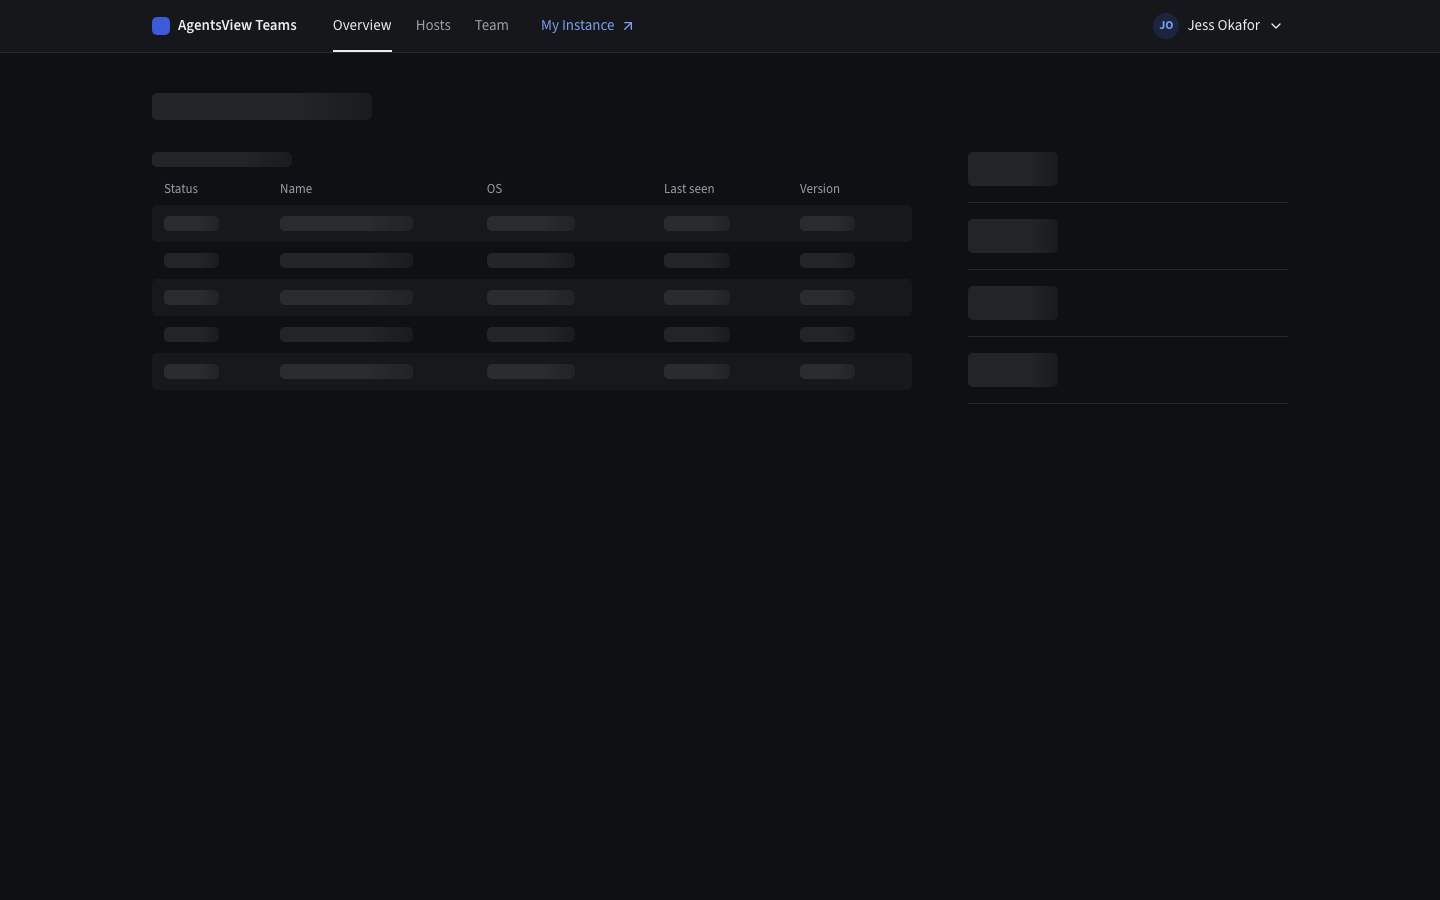 AgentsView Teams
Overview
Hosts
Team
My Instance
JO
Jess Okafor
Status
Name
OS
Last seen
Version